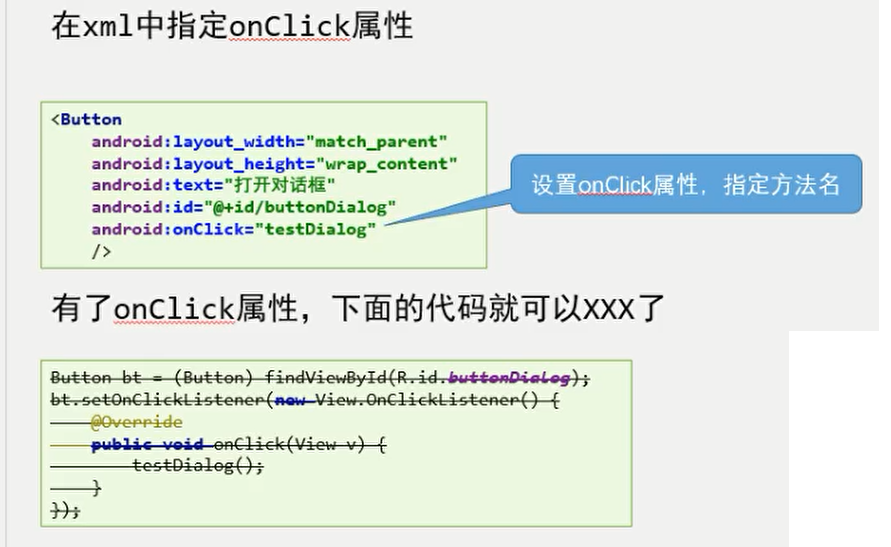 在xml中指定onClick属性
<Button
android:layout_width="match_parent"
android:layout_height="wrap_content"
android:text="打开对话框"
android:id="@+id/buttonDialog"
android:onClick="testDialog"
/>
设置onClick属性，指定方法名
有了onClick属性，下面的代码就可以XXX了
Button bt = (Button) findViewById(R.id.buttonDialog);
bt.setOnClickListener(new View.OnClickListener() {
@Override
public void onClick(View v) {
testDialog();
}
});